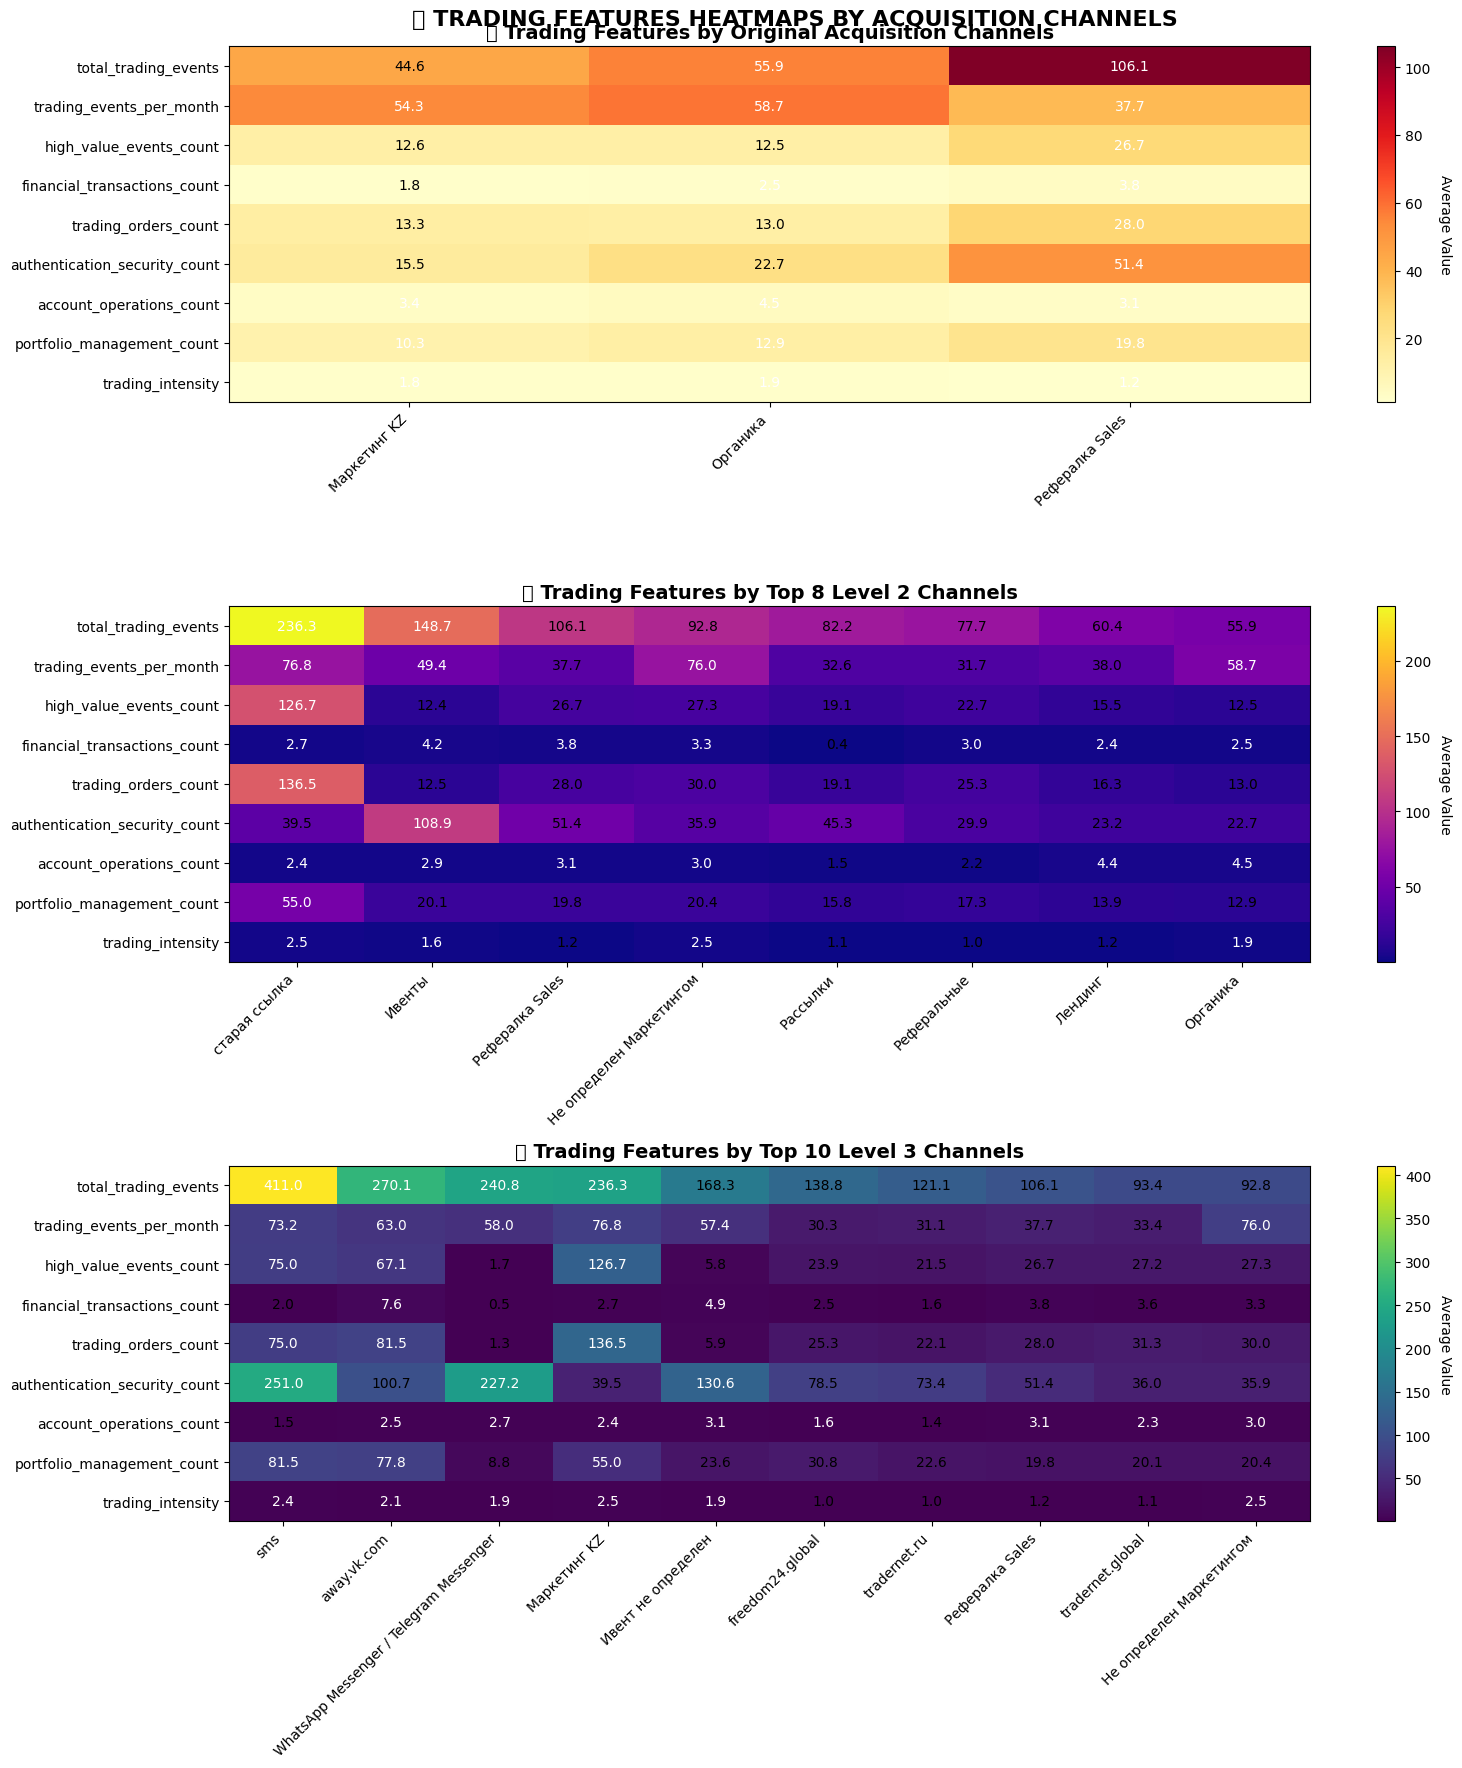 TRADING FEATURES HEATMAPS BY ACQUISITION CHANNELS
Trading Features by Original Acquisition Channels
total_trading_events 44.6 55.9 106.1
trading_events_per_month 54.3 58.7 37.7
high_value_events_count 12.6 12.5 26.7
financial_transactions_count 1.8 2.5 3.8
trading_orders_count 13.3 13.0 28.0
authentication_security_count 15.5 22.7 51.4
account_operations_count 4.5 3.1
portfolio_management_count 10.3 12.9 19.8
trading_intensity 1.9 1.2
Маркетинг KZ Органика Рефералка Sales
100
80
60
40
20
Average Value
Trading Features by Top 8 Level 2 Channels
total_trading_events 236.3 148.7 106.1 92.8 82.2 77.7 60.4 55.9
trading_events_per_month 76.8 49.4 37.7 76.0 32.6 31.7 38.0 58.7
high_value_events_count 126.7 12.4 26.7 27.3 19.1 22.7 15.5 12.5
financial_transactions_count 2.7 4.2 3.8 3.3 0.4 3.0 2.4 2.5
trading_orders_count 136.5 12.5 28.0 30.0 19.1 25.3 16.3 13.0
authentication_security_count 39.5 108.9 51.4 35.9 45.3 29.9 23.2 22.7
account_operations_count 2.4 2.9 3.1 3.0 1.5 2.2 4.4 4.5
portfolio_management_count 55.0 20.1 19.8 20.4 15.8 17.3 13.9 12.9
trading_intensity 2.5 1.6 1.2 2.5 1.1 1.0 1.2 1.9
старая ссылка Ивенты Рефералка Sales Не определен Маркетингом Рассылки Реферальные Лендинг Органика
200
150
100
50
Average Value
Trading Features by Top 10 Level 3 Channels
total_trading_events 411.0 270.1 240.8 236.3 168.3 138.8 121.1 106.1 93.4 92.8
trading_events_per_month 73.2 63.0 58.0 76.8 57.4 30.3 31.1 37.7 33.4 76.0
high_value_events_count 75.0 67.1 1.7 126.7 5.8 23.9 21.5 26.7 27.2 27.3
financial_transactions_count 2.0 7.6 0.5 2.7 4.9 2.5 1.6 3.8 3.6 3.3
trading_orders_count 75.0 81.5 1.3 136.5 5.9 25.3 22.1 28.0 31.3 30.0
authentication_security_count 251.0 100.7 227.2 39.5 130.6 78.5 73.4 51.4 36.0 35.9
account_operations_count 1.5 2.5 2.7 2.4 3.1 1.6 1.4 3.1 2.3 3.0
portfolio_management_count 81.5 77.8 8.8 55.0 23.6 30.8 22.6 19.8 20.1 20.4
trading_intensity 2.4 2.1 1.9 2.5 1.9 1.0 1.0 1.2 1.1 2.5
sms away.vk.com WhatsApp Messenger / Telegram Messenger Маркетинг KZ Ивент не определен freedom24.global tradernet.ru Рефералка Sales tradernet.global Не определен Маркетингом
400
350
300
250
200
150
100
50
Average Value